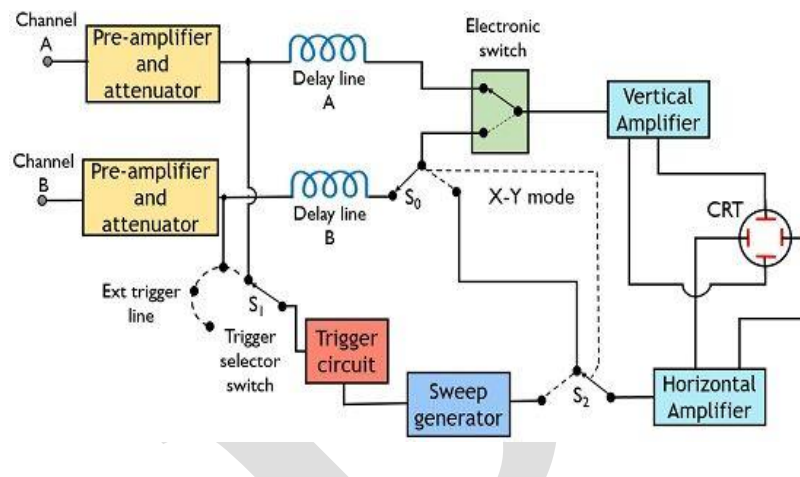 Channel
A
Pre-amplifier
and
attenuator
Delay line
A
Electronic
switch
Vertical
Amplifier
Channel
B
Pre-amplifier
and
attenuator
Delay line
B
S0
X-Y mode
CRT
Ext trigger
line
S1
Trigger
selector
switch
Trigger
circuit
Sweep
generator
S2
Horizontal
Amplifier